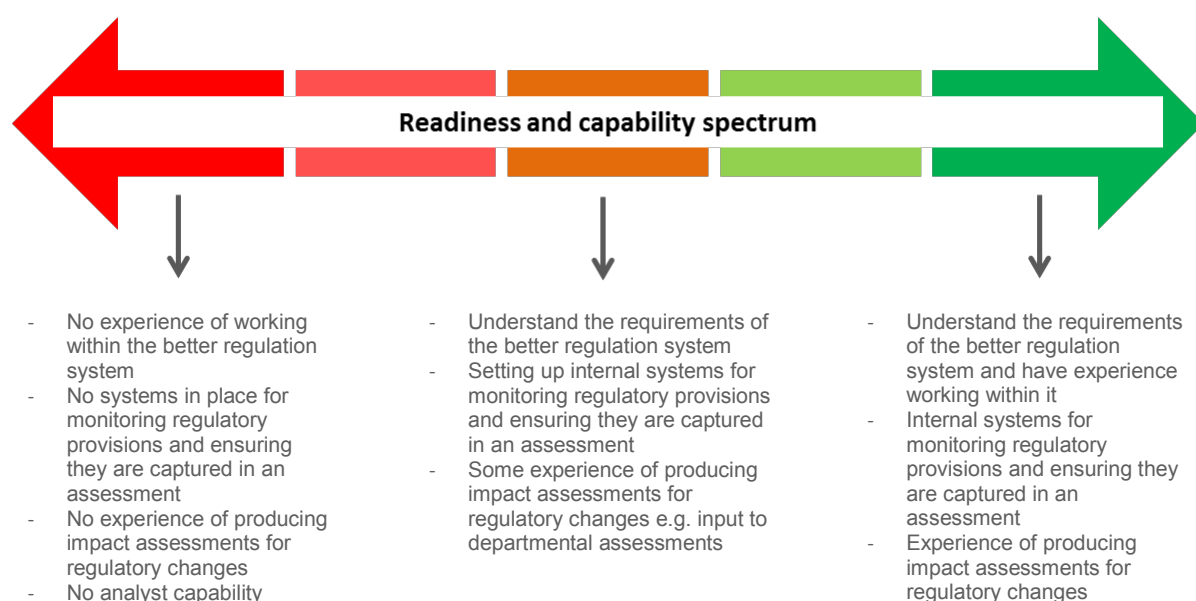 Readiness and capability spectrum
- No experience of working
within the better regulation
system
- No systems in place for
monitoring regulatory
provisions and ensuring
they are captured in an
assessment
- No experience of producing
impact assessments for
regulatory changes
- No analyst capability
- Understand the requirements of
the better regulation system
- Setting up internal systems for
monitoring regulatory provisions
and ensuring they are captured
in an assessment
- Some experience of producing
impact assessments for
regulatory changes e.g. input to
departmental assessments
- Understand the requirements
of the better regulation
system and have experience
working within it
- Internal systems for
monitoring regulatory
provisions and ensuring they
are captured in an
assessment
- Experience of producing
impact assessments for
regulatory changes